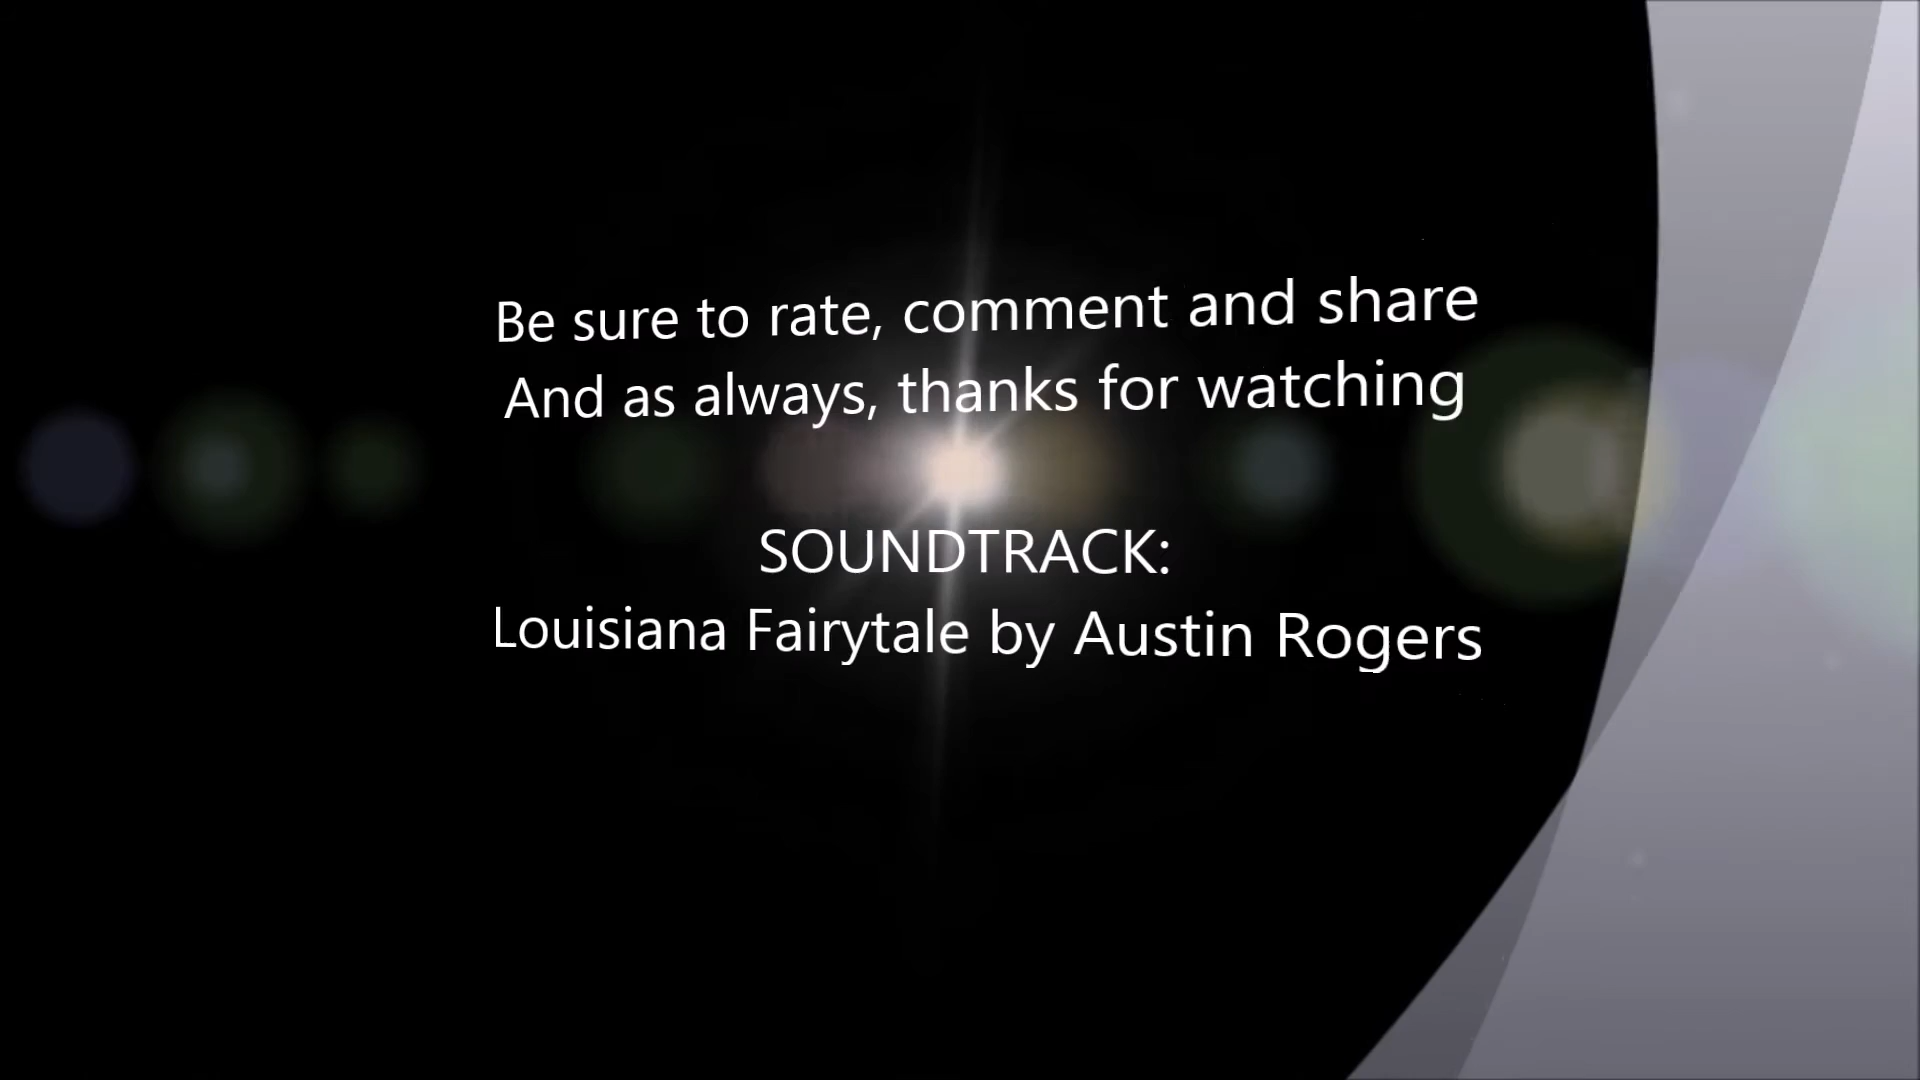 Be sure to rate, comment and share
And as always, thanks for watching
SOUNDTRACK:
Louisiana Fairytale by Austin Rogers